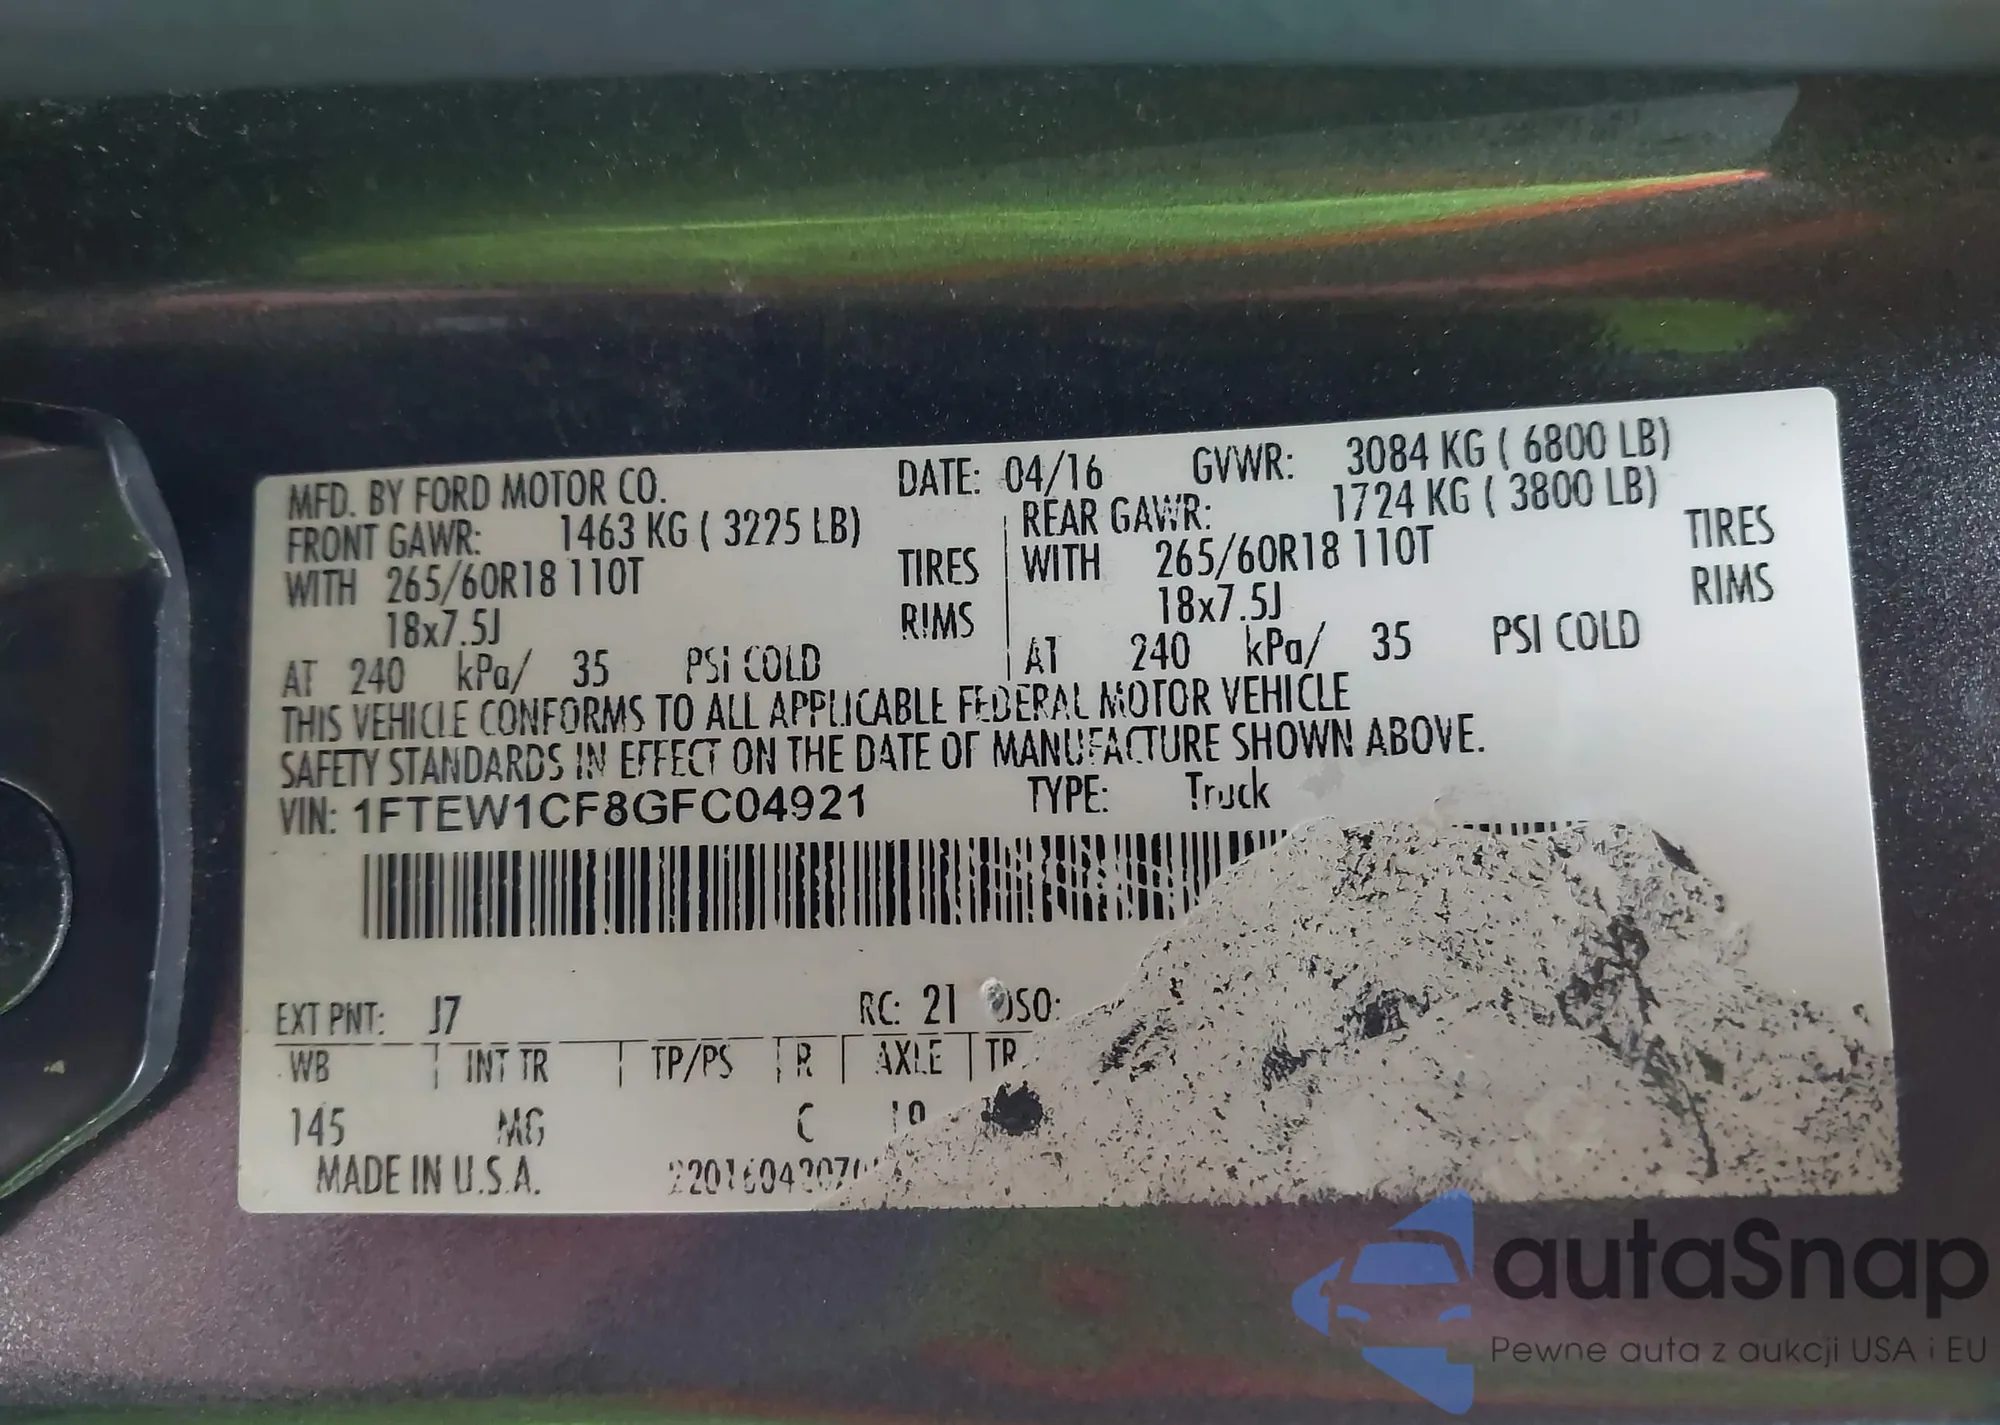 MFD. BY FORD MOTOR CO. DATE: 04/16 GVWR: 3084 KG ( 6800 LB)
FRONT GAWR: 1463 KG ( 3225 LB) REAR GAWR: 1724 KG ( 3800 LB)
WITH 265/60R18 110T TIRES WITH 265/60R18 110T TIRES
18x7.5J RIMS 18x7.5J RIMS
AT 240 kPa/ 35 PSI COLD AT 240 kPa/ 35 PSI COLD
THIS VEHICLE CONFORMS TO ALL APPLICABLE FEDERAL MOTOR VEHICLE
SAFETY STANDARDS IN EFFECT ON THE DATE OF MANUFACTURE SHOWN ABOVE.
VIN: 1FTEW1CF8GFC04921 TYPE: Truck
EXT PNT: J7 RC: 21 DSO:
WB INT TR TP/PS R AXLE TR
145 MG C
MADE IN U.S.A.
autaSnap
Pewne auta z aukcji USA i EU